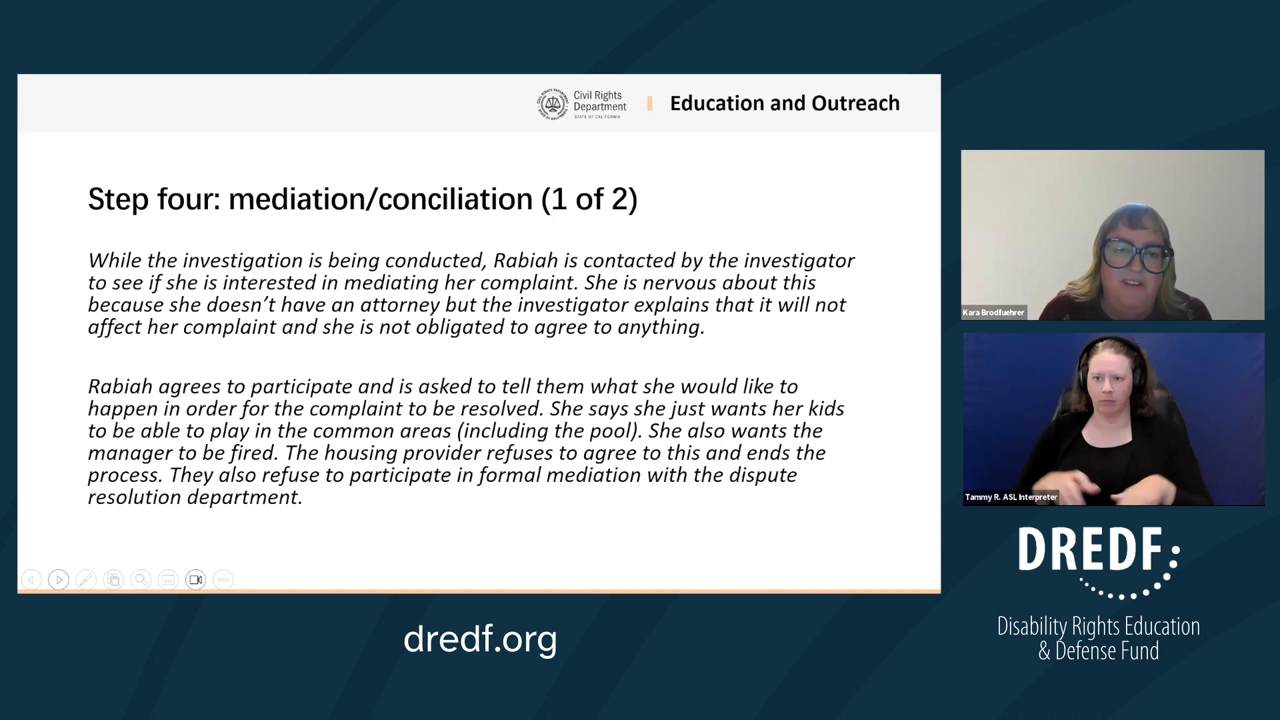 Civil Rights
Department
STATE OF CALIFORNIA
Education and Outreach
Step four: mediation/conciliation (1 of 2)
While the investigation is being conducted, Rabiah is contacted by the investigator
to see if she is interested in mediating her complaint. She is nervous about this
because she doesn’t have an attorney but the investigator explains that it will not
affect her complaint and she is not obligated to agree to anything.
Rabiah agrees to participate and is asked to tell them what she would like to
happen in order for the complaint to be resolved. She says she just wants her kids
to be able to play in the common areas (including the pool). She also wants the
manager to be fired. The housing provider refuses to agree to this and ends the
process. They also refuse to participate in formal mediation with the dispute
resolution department.
Kara Brodfuehrer
Tammy R. ASL Interpreter
DREDF
Disability Rights Education
& Defense Fund
dredf.org